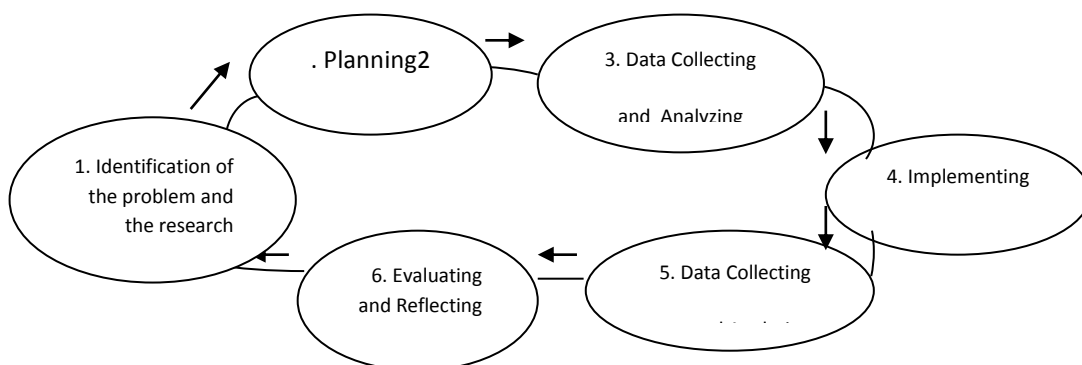 1. Identification of
the problem and
the research
. Planning2
3. Data Collecting
and Analyzing
4. Implementing
5. Data Collecting
6. Evaluating
and Reflecting